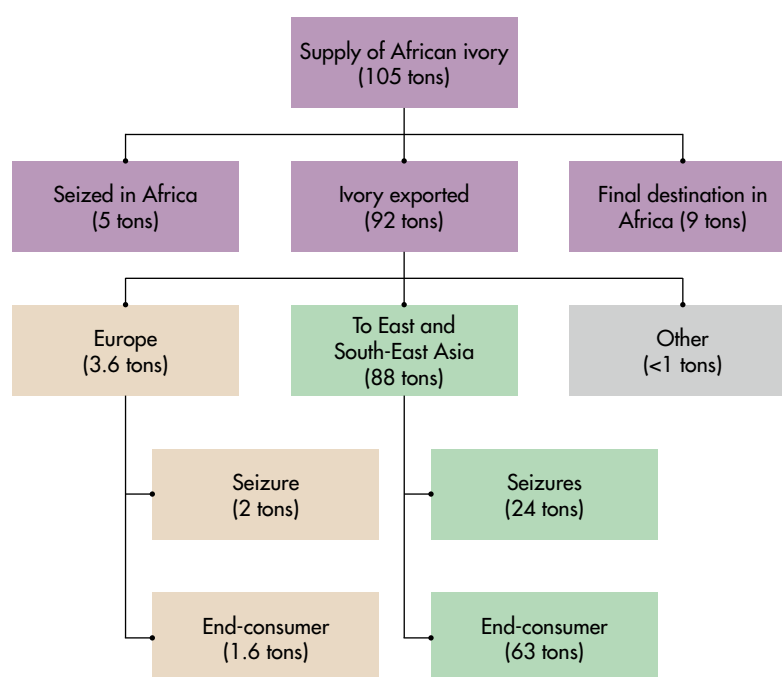 Supply of African ivory
(105 tons)
Seized in Africa
(5 tons)
Ivory exported
(92 tons)
Final destination in
Africa (9 tons)
Europe
(3.6 tons)
To East and
South-East Asia
(88 tons)
Other
(<1 tons)
Seizure
(2 tons)
Seizures
(24 tons)
End-consumer
(1.6 tons)
End-consumer
(63 tons)